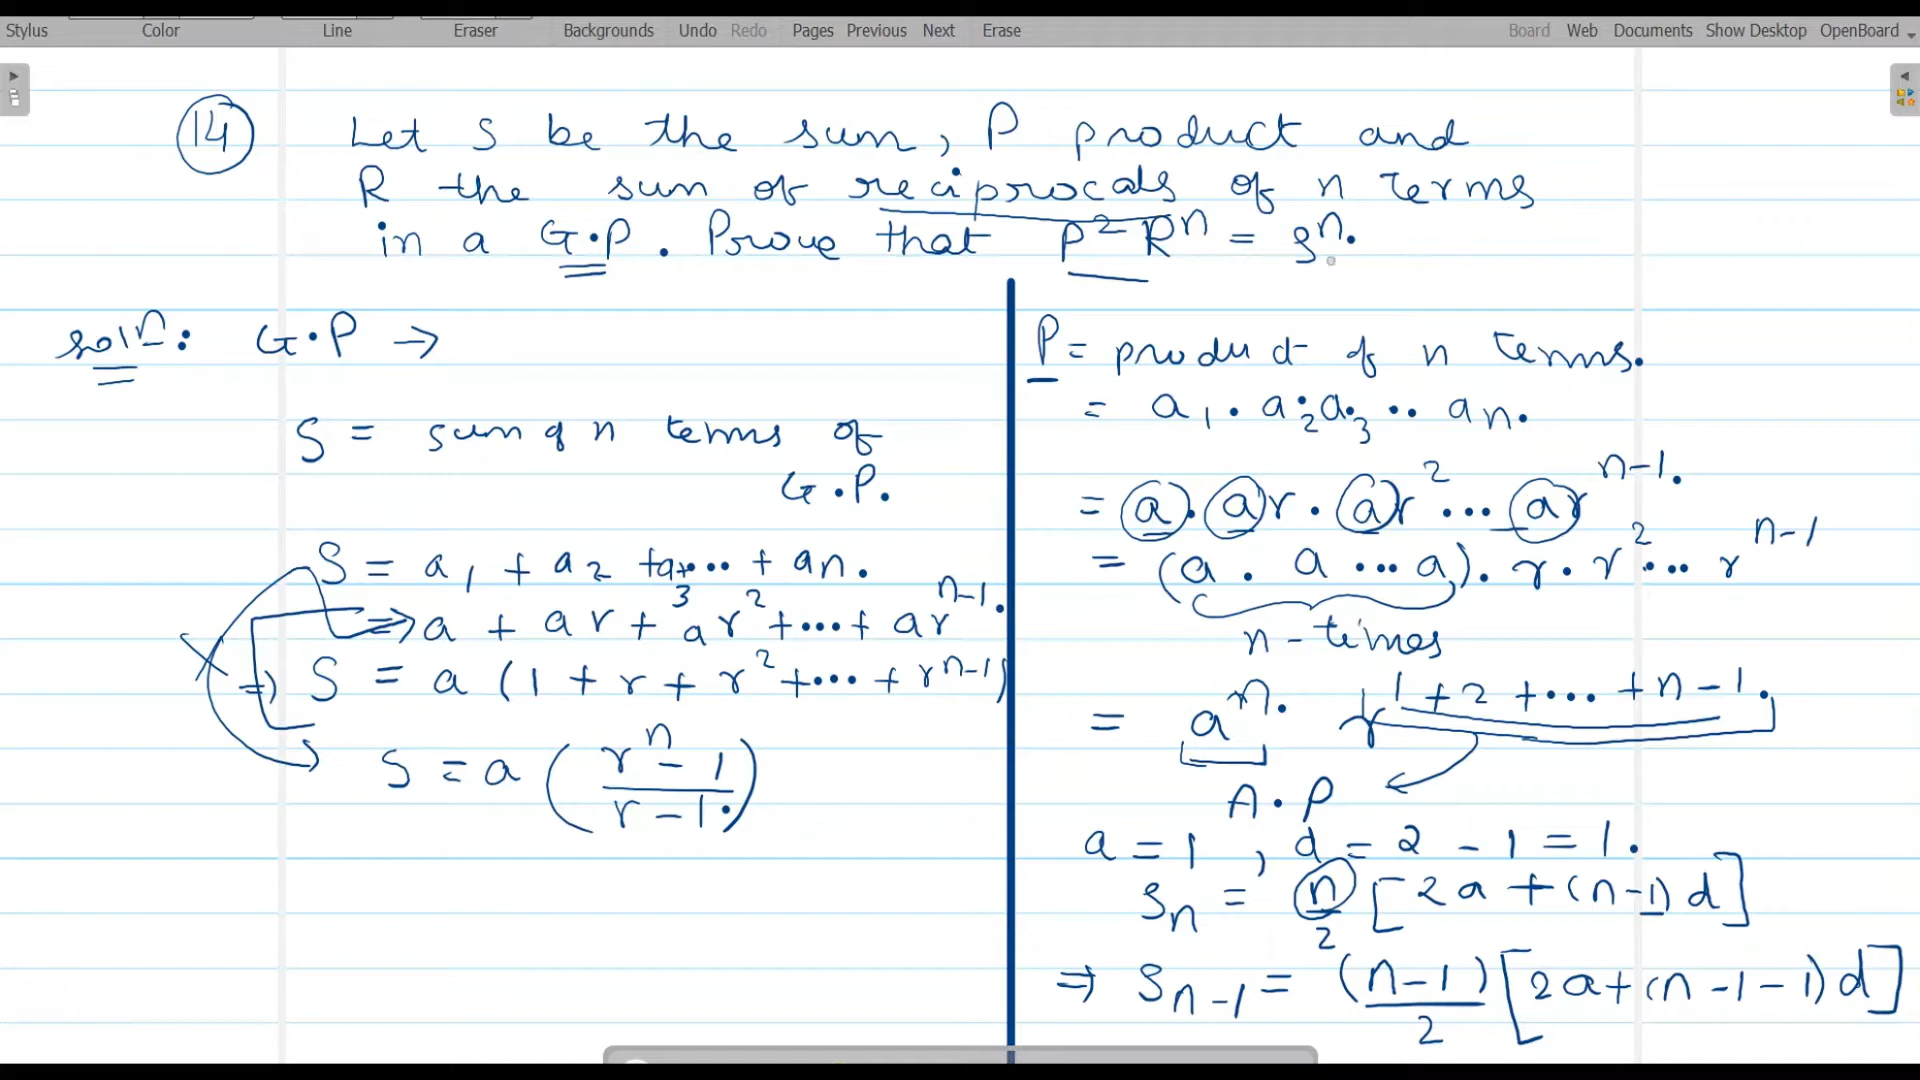 Stylus Color Line Eraser Backgrounds Undo Redo Pages Previous Next Erase Board Web Documents Show Desktop OpenBoard
14 Let S be the sum, P product and
R the sum of reciprocals of n terms
in a G.P. Prove that P²Rⁿ = Sⁿ.
solⁿ: G.P →
S = sum of n terms of
G.P.
S = a₁ + a₂ + a₃ + ... + aₙ.
=> a + ar + ar² + ... + arⁿ⁻¹.
=> S = a (1 + r + r² + ... + rⁿ⁻¹)
S = a (rⁿ - 1 / r - 1.)
P = product of n terms.
= a₁ . a₂ . a₃ . .. aₙ.
= a . ar . ar² ... arⁿ⁻¹.
= (a . a ... a) . r . r² ... rⁿ⁻¹
n - times
= aⁿ . r^1 + 2 + ... + n - 1.
A.P
a = 1 , d = 2 - 1 = 1.
Sₙ = n/2 [2a + (n-1)d]
=> Sₙ₋₁ = (n-1)/2 [2a + (n-1-1)d]